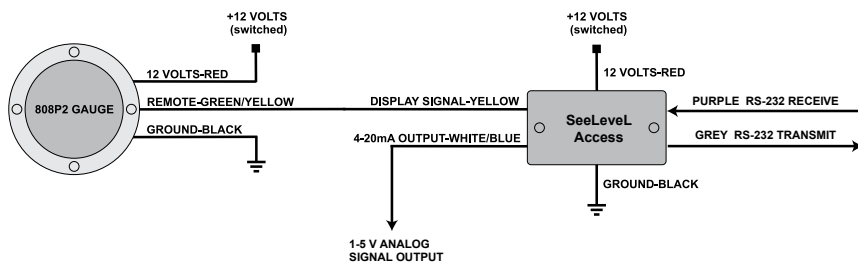 +12 VOLTS
(switched)
12 VOLTS-RED
808P2 GAUGE
REMOTE-GREEN/YELLOW
GROUND-BLACK
DISPLAY SIGNAL-YELLOW
4-20mA OUTPUT-WHITE/BLUE
1-5 V ANALOG
SIGNAL OUTPUT
+12 VOLTS
(switched)
12 VOLTS-RED
SeeLeveL
Access
GROUND-BLACK
PURPLE RS-232 RECEIVE
GREY RS-232 TRANSMIT